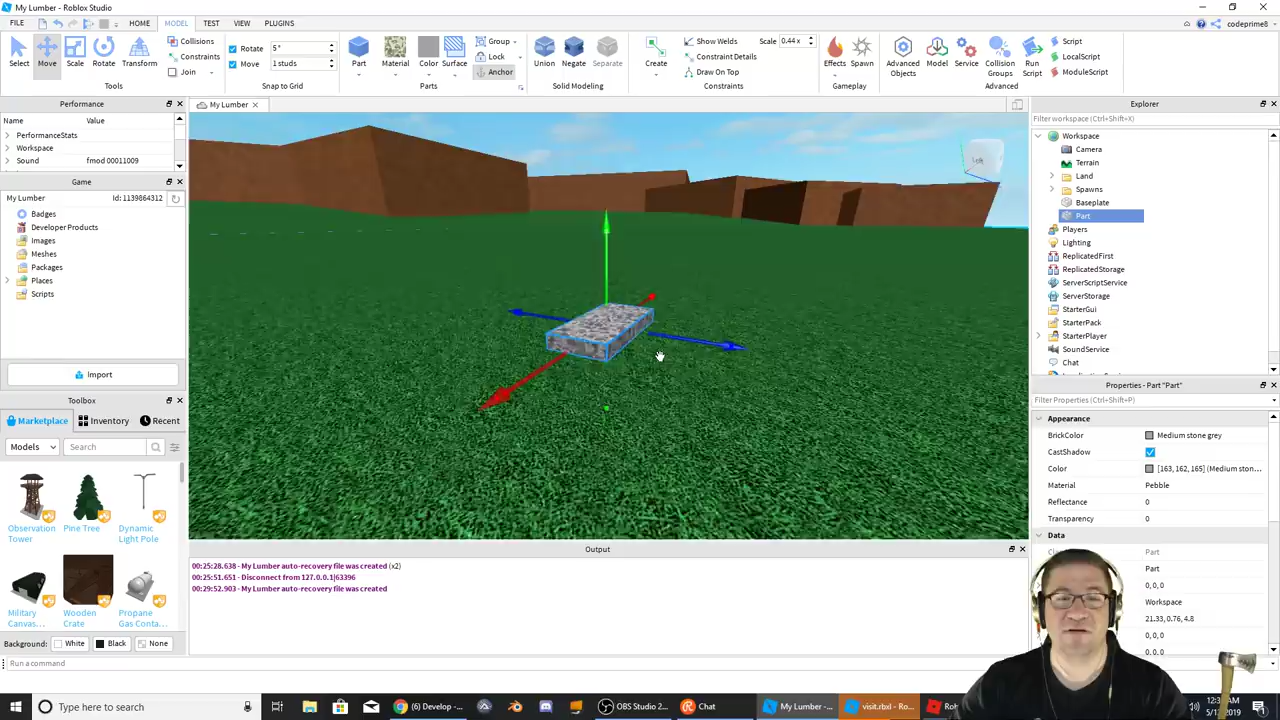 My Lumber - Roblox Studio
FILE HOME MODEL TEST VIEW PLUGINS codeprime8
Select Move Scale Rotate Transform
Collisions
Constraints
Join
Tools
Rotate 5°
Move 1 studs
Snap to Grid
Part Material Color Surface
Group
Lock
Anchor
Parts
Union Negate Separate
Solid Modeling
Create
Show Welds Scale 0.44 x
Constraint Details
Draw On Top
Constraints
Effects Spawn
Gameplay
Advanced Objects
Model
Service
Collision Groups
Run Script
Script
LocalScript
ModuleScript
Advanced
Performance
Name Value
PerformanceStats
Workspace
Sound fmod 00011009
Game
My Lumber Id: 1139864312
Badges
Developer Products
Images
Meshes
Packages
Places
Scripts
Import
Toolbox
Marketplace Inventory Recent
Models Search
Observation Tower
Pine Tree
Dynamic Light Pole
Military Canvas...
Wooden Crate
Propane Gas Conta...
Background: White Black None
My Lumber
Left
Output
00:25:28.638 - My Lumber auto-recovery file was created (x2)
00:25:51.651 - Disconnect from 127.0.0.1|63396
00:29:52.903 - My Lumber auto-recovery file was created
Run a command
Explorer
Filter workspace (Ctrl+Shift+X)
Workspace
Camera
Terrain
Land
Spawns
Baseplate
Part
Players
Lighting
ReplicatedFirst
ReplicatedStorage
ServerScriptService
ServerStorage
StarterGui
StarterPack
StarterPlayer
SoundService
Chat
Properties - Part "Part"
Filter Properties (Ctrl+Shift+P)
Appearance
BrickColor Medium stone grey
CastShadow
Color [163, 162, 165] (Medium ston...
Material Pebble
Reflectance 0
Transparency 0
Data
Part
Part
0, 0, 0
Workspace
21.33, 0.76, 4.8
0, 0, 0
0, 0, 0
Type here to search
(6) Develop -...
OBS Studio 2...
Chat
My Lumber -...
visit.rbxl - Ro...